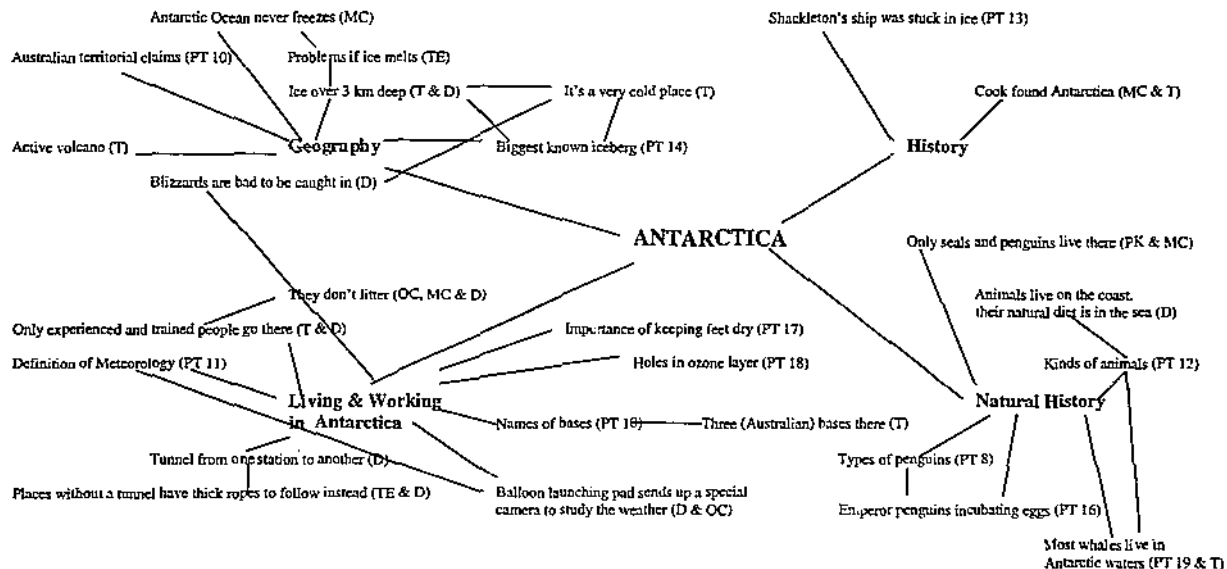 Antarctic Ocean never freezes (MC)
Shackleton's ship was stuck in ice (PT 13)
Australian territorial claims (PT 10)
Problems if ice melts (TE)
Ice over 3 km deep (T & D)
It's a very cold place (T)
Cook found Antarctica (MC & T)
Active volcano (T)
Geography
Biggest known iceberg (PT 14)
History
Blizzards are bad to be caught in (D)
ANTARCTICA
Only seals and penguins live there (PK & MC)
They don't litter (OC, MC & D)
Animals live on the coast.
their natural diet is in the sea (D)
Only experienced and trained people go there (T & D)
Importance of keeping feet dry (PT 17)
Definition of Meteorology (PT 11)
Holes in ozone layer (PT 18)
Kinds of animals (PT 12)
Living & Working
in Antarctica
Natural History
Names of bases (PT 18)
Three (Australian) bases there (T)
Tunnel from one station to another (D)
Types of penguins (PT 8)
Places without a tunnel have thick ropes to follow instead (TE & D)
Balloon launching pad sends up a special
camera to study the weather (D & OC)
Emperor penguins incubating eggs (PT 16)
Most whales live in
Antarctic waters (PT 19 & T)